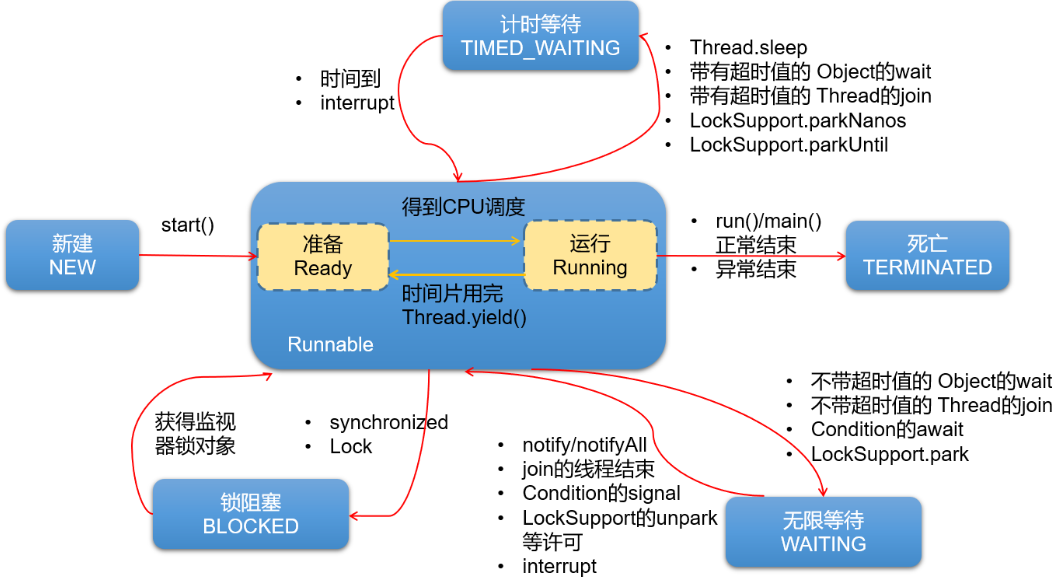 计时等待
TIMED_WAITING
• 时间到
• interrupt
• Thread.sleep
• 带有超时值的 Object的wait
• 带有超时值的 Thread的join
• LockSupport.parkNanos
• LockSupport.parkUntil
新建
NEW
start()
得到CPU调度
准备
Ready
运行
Running
时间片用完
Thread.yield()
Runnable
• run()/main()
正常结束
• 异常结束
死亡
TERMINATED
获得监视
器锁对象
• synchronized
• Lock
锁阻塞
BLOCKED
• notify/notifyAll
• join的线程结束
• Condition的signal
• LockSupport的unpark
等许可
• interrupt
• 不带超时值的 Object的wait
• 不带超时值的 Thread的join
• Condition的await
• LockSupport.park
无限等待
WAITING